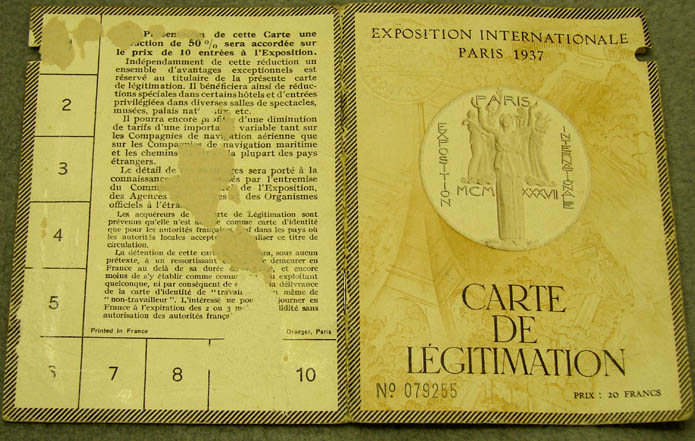 de cette Carte une
de 50 % sera accordée sur
le prix de 10 entrées à l'Exposition.
Indépendamment de cette réduction un
ensemble d'avantages exceptionnels est
réservé au titulaire de la présente carte
de légitimation. Il bénéficiera ainsi de réduc-
tions spéciales dans certains hôtels et d'entrées
privilégiées dans diverses salles de spectacles,
musées, palais etc.
Il pourra encore d'une diminution
de tarifs d'une variable tant sur
les Compagnies de navigation aérienne que
sur les Compagnies de navigation maritime
et les chemins la plupart des pays
étrangers.
Le détail de sera porté à la
connaissance par l'entremise
du de l'Exposition,
des Agences des Organismes
officiels à
Les acquéreurs de de Légitimation sont
prévenus qu'elle n'est comme carte d'identité
que pour les autorités dans les pays où
les autorités locales ce titre de
circulation.
La détention de cette sous aucun
prétexte, à un ressortissant demeurer en
France au delà de sa durée de et encore
moins de s'y établir comme exploitant
quelconque, ni par conséquent de délivrance
de la carte d'identité de même de
"non-travailleur". L'intéressé ne en
France à l'expiration des 2 ou 3 sans
autorisation des autorités
Printed in France Draeger, Paris
2
3
4
5
7 8 10
EXPOSITION INTERNATIONALE
PARIS 1937
PARIS
EXPOSITION
INTERNATIONALE
MCM XXXVII
CARTE
DE
LÉGITIMATION
No 079255
PRIX : 20 FRANCS